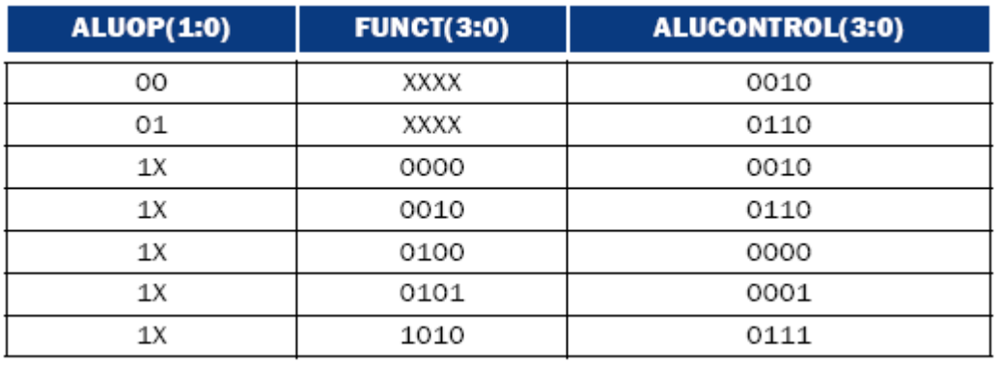 ALUOP(1:0) FUNCT(3:0) ALUCONTROL(3:0)
00 XXXX 0010
01 XXXX 0110
1X 0000 0010
1X 0010 0110
1X 0100 0000
1X 0101 0001
1X 1010 0111